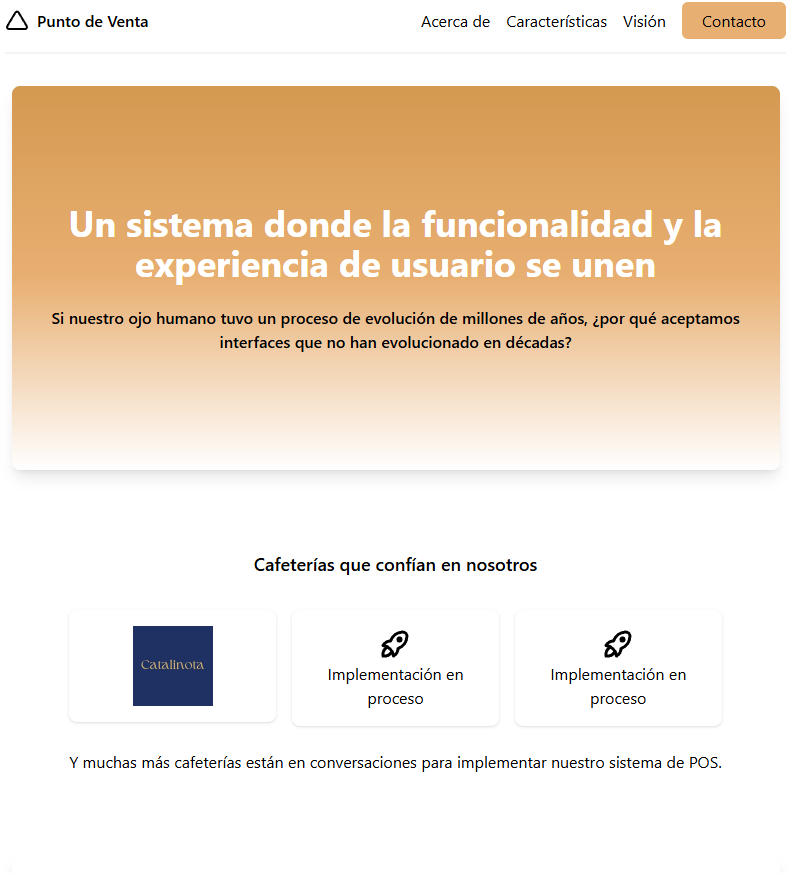 Punto de Venta
Acerca de
Características
Visión
Contacto
Un sistema donde la funcionalidad y la
experiencia de usuario se unen
Si nuestro ojo humano tuvo un proceso de evolución de millones de años, ¿por qué aceptamos
interfaces que no han evolucionado en décadas?
Cafeterías que confían en nosotros
Catalinota
Implementación en
proceso
Implementación en
proceso
Y muchas más cafeterías están en conversaciones para implementar nuestro sistema de POS.